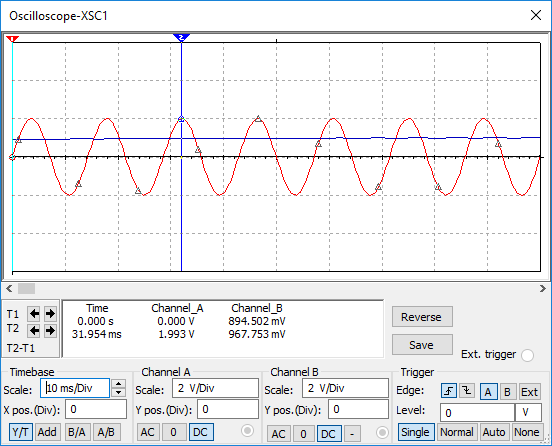 Oscilloscope-XSC1
1
2
T1
T2
T2-T1
Time Channel_A Channel_B
0.000 s 0.000 V 894.502 mV
31.954 ms 1.993 V 967.753 mV
Reverse
Save
Ext. trigger
Timebase
Scale: 10 ms/Div
X pos.(Div): 0
Y/T Add B/A A/B
Channel A
Scale: 2 V/Div
Y pos.(Div): 0
AC 0 DC
Channel B
Scale: 2 V/Div
Y pos.(Div): 0
AC 0 DC -
Trigger
Edge: A B Ext
Level: 0 V
Single Normal Auto None